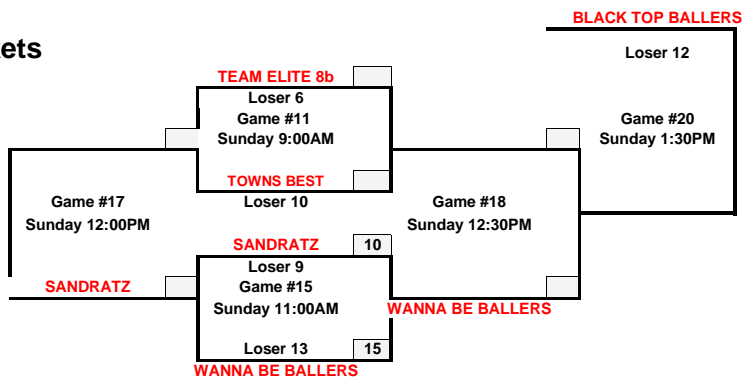 BLACK TOP BALLERS
ets
Loser 12
TEAM ELITE 8b
Loser 6
Game #11
Sunday 9:00AM
Game #20
Sunday 1:30PM
TOWNS BEST
Loser 10
Game #17
Sunday 12:00PM
Game #18
Sunday 12:30PM
SANDRATZ 10
Loser 9
Game #15
Sunday 11:00AM
SANDRATZ
WANNA BE BALLERS
Loser 13 15
WANNA BE BALLERS